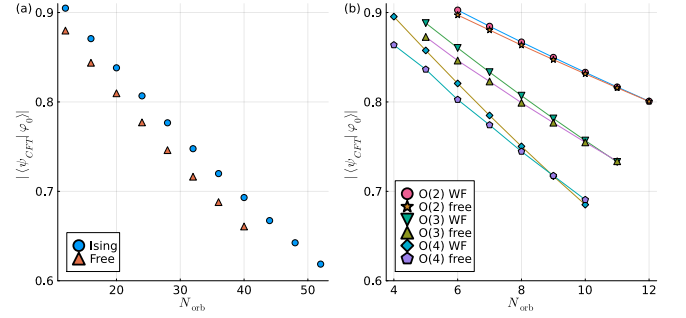 (a)
0.9
0.8
0.7
0.6
|⟨ψ_CFT|φ_0⟩|
20
30
40
50
N_orb
Ising
Free
(b)
0.9
0.8
0.7
0.6
|⟨ψ_CFT|φ_0⟩|
4
6
8
10
12
N_orb
O(2) WF
O(2) free
O(3) WF
O(3) free
O(4) WF
O(4) free